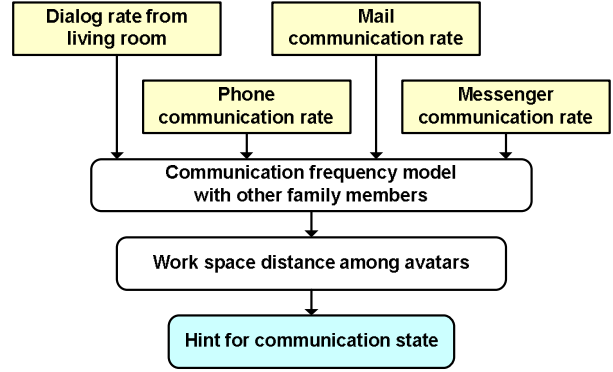 Dialog rate from
living room
Mail
communication rate
Phone
communication rate
Messenger
communication rate
Communication frequency model
with other family members
Work space distance among avatars
Hint for communication state